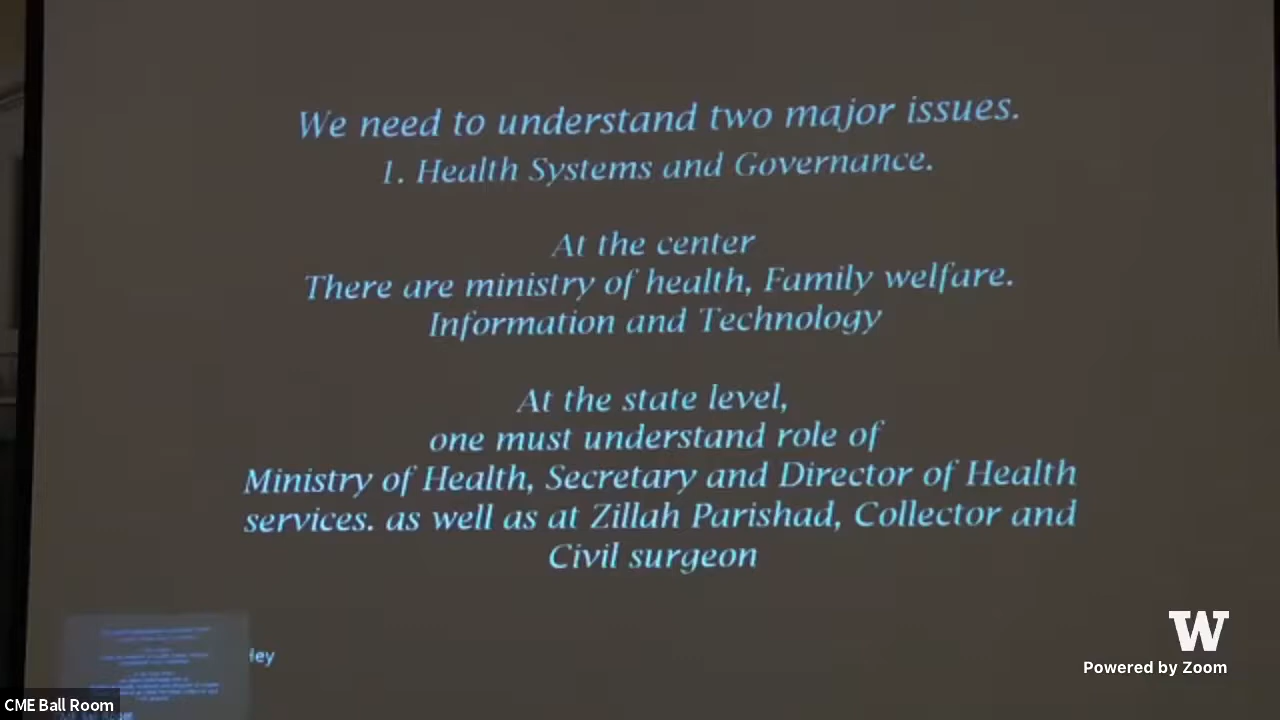 We need to understand two major issues.
1. Health Systems and Governance.
At the center
There are ministry of health, Family welfare.
Information and Technology
At the state level,
one must understand role of
Ministry of Health, Secretary and Director of Health
services. as well as at Zillah Parishad, Collector and
Civil surgeon
W
Powered by Zoom
CME Ball Room